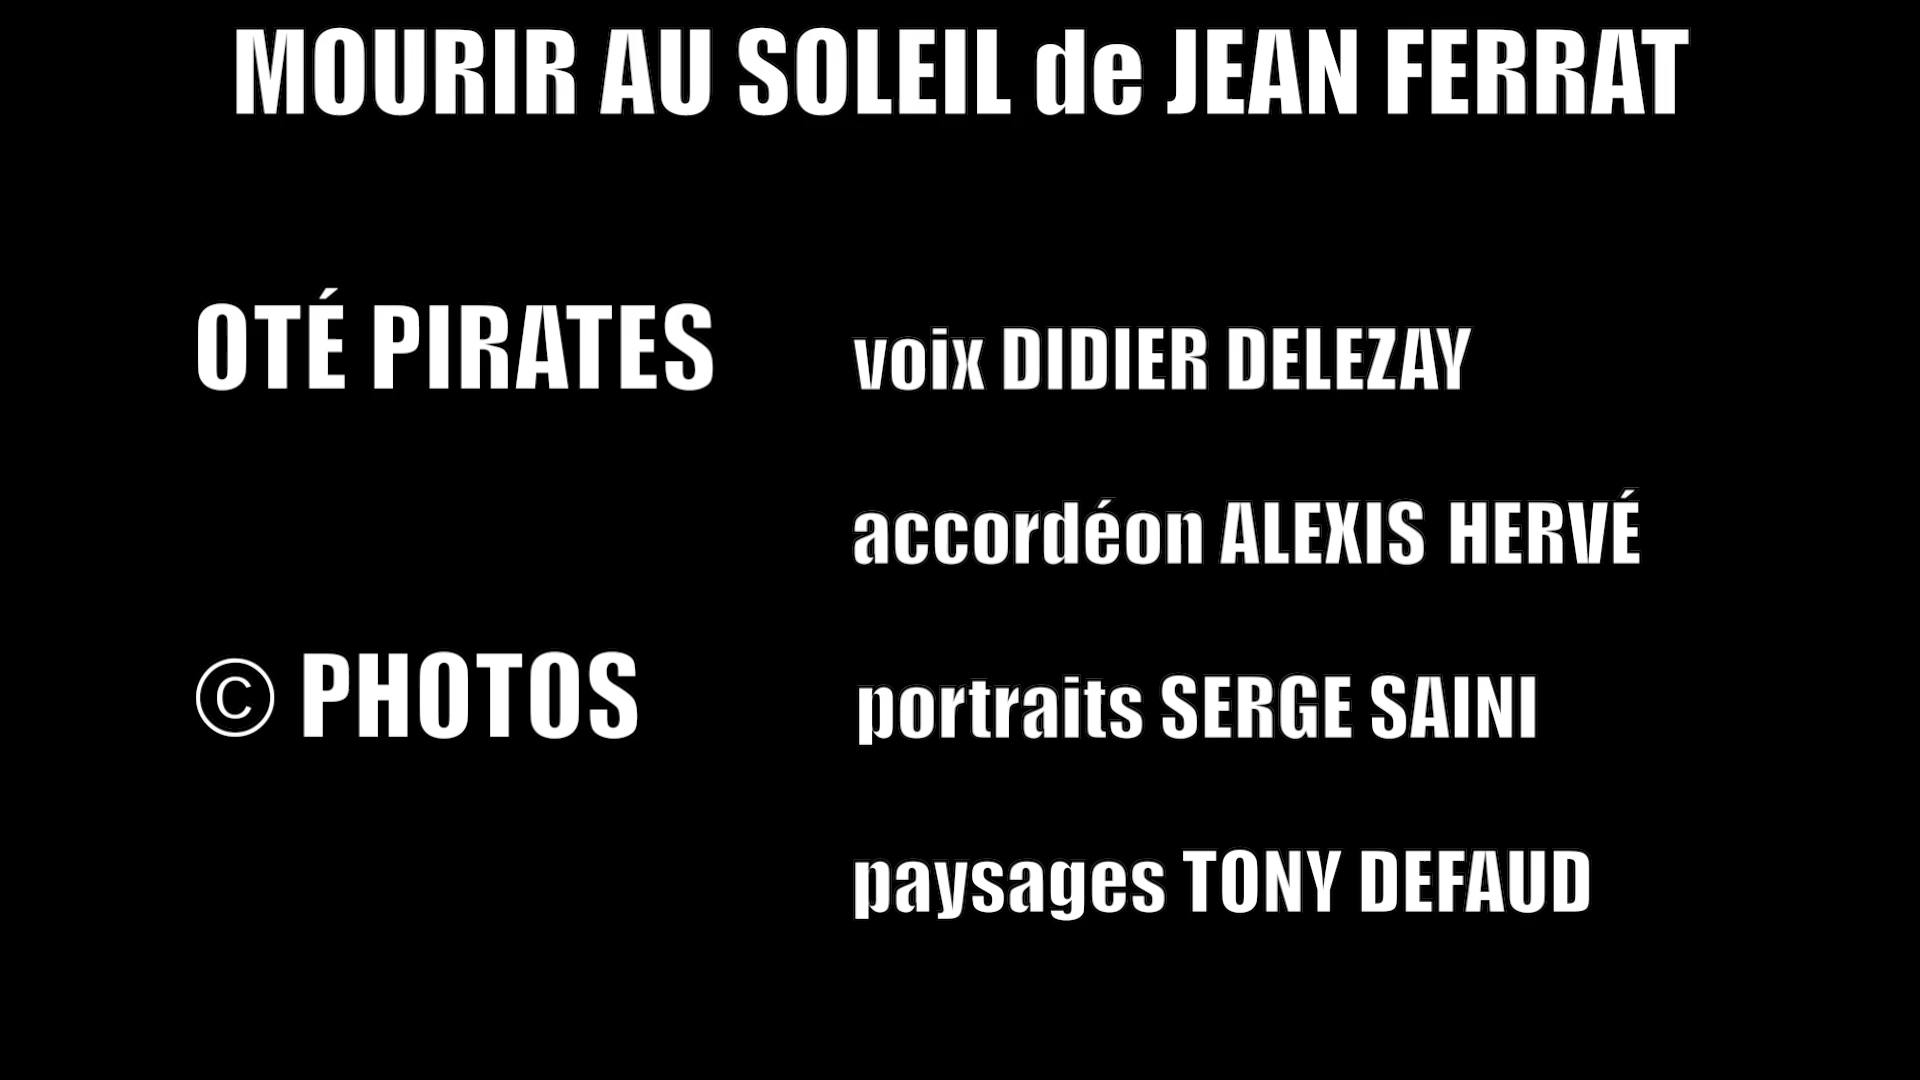 MOURIR AU SOLEIL de JEAN FERRAT
OTÉ PIRATES voix DIDIER DELEZAY
accordéon ALEXIS HERVÉ
© PHOTOS portraits SERGE SAINI
paysages TONY DEFAUD